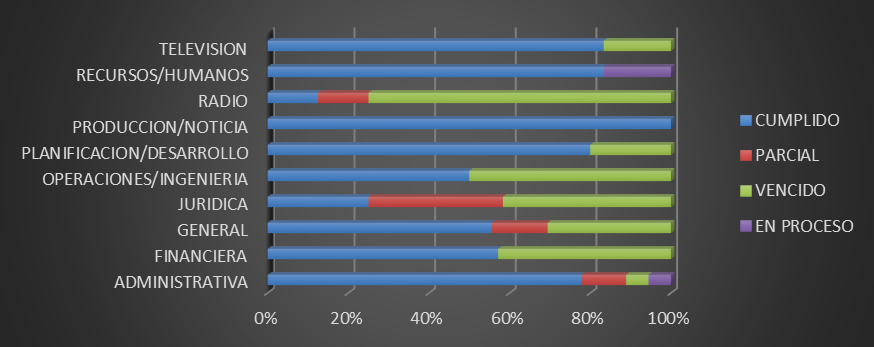 TELEVISION
RECURSOS/HUMANOS
RADIO
PRODUCCION/NOTICIA
PLANIFICACION/DESARROLLO
OPERACIONES/INGENIERIA
JURIDICA
GENERAL
FINANCIERA
ADMINISTRATIVA
0% 20% 40% 60% 80% 100%
CUMPLIDO
PARCIAL
VENCIDO
EN PROCESO